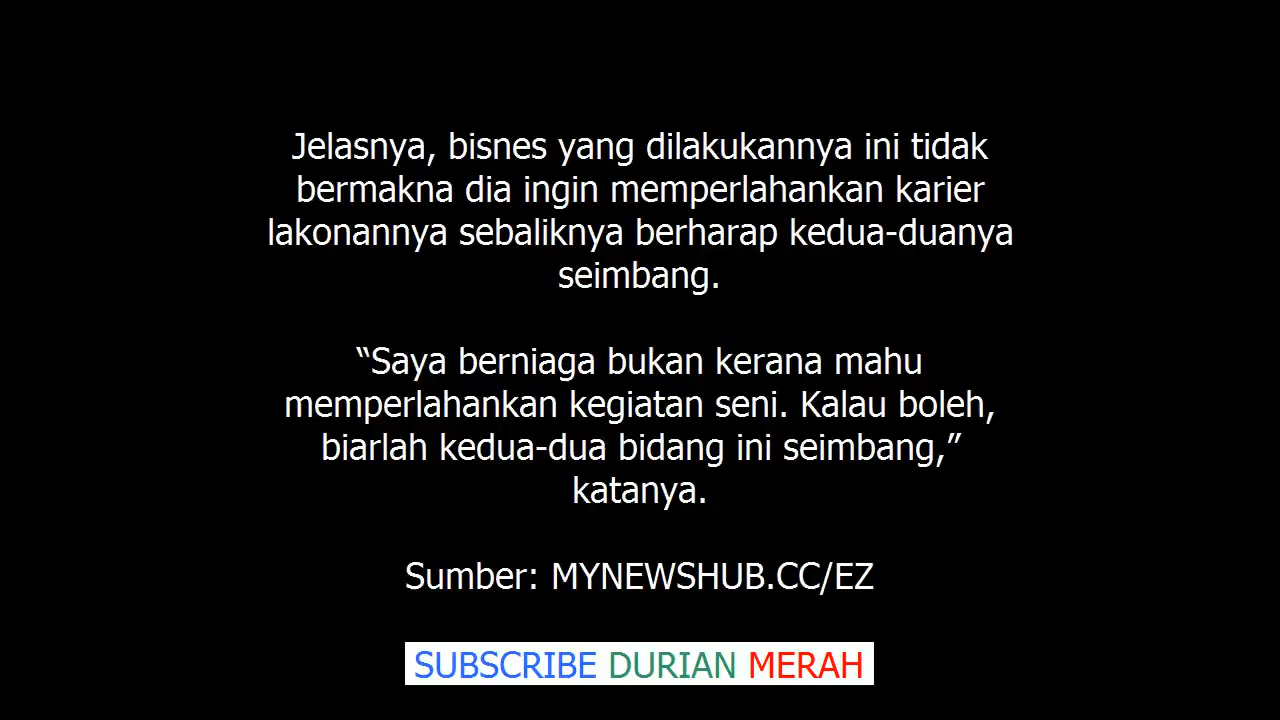 Jelasnya, bisnes yang dilakukannya ini tidak
bermakna dia ingin memperlahankan karier
lakonannya sebaliknya berharap kedua-duanya
seimbang.
“Saya berniaga bukan kerana mahu
memperlahankan kegiatan seni. Kalau boleh,
biarlah kedua-dua bidang ini seimbang,”
katanya.
Sumber: MYNEWSHUB.CC/EZ
SUBSCRIBE DURIAN MERAH